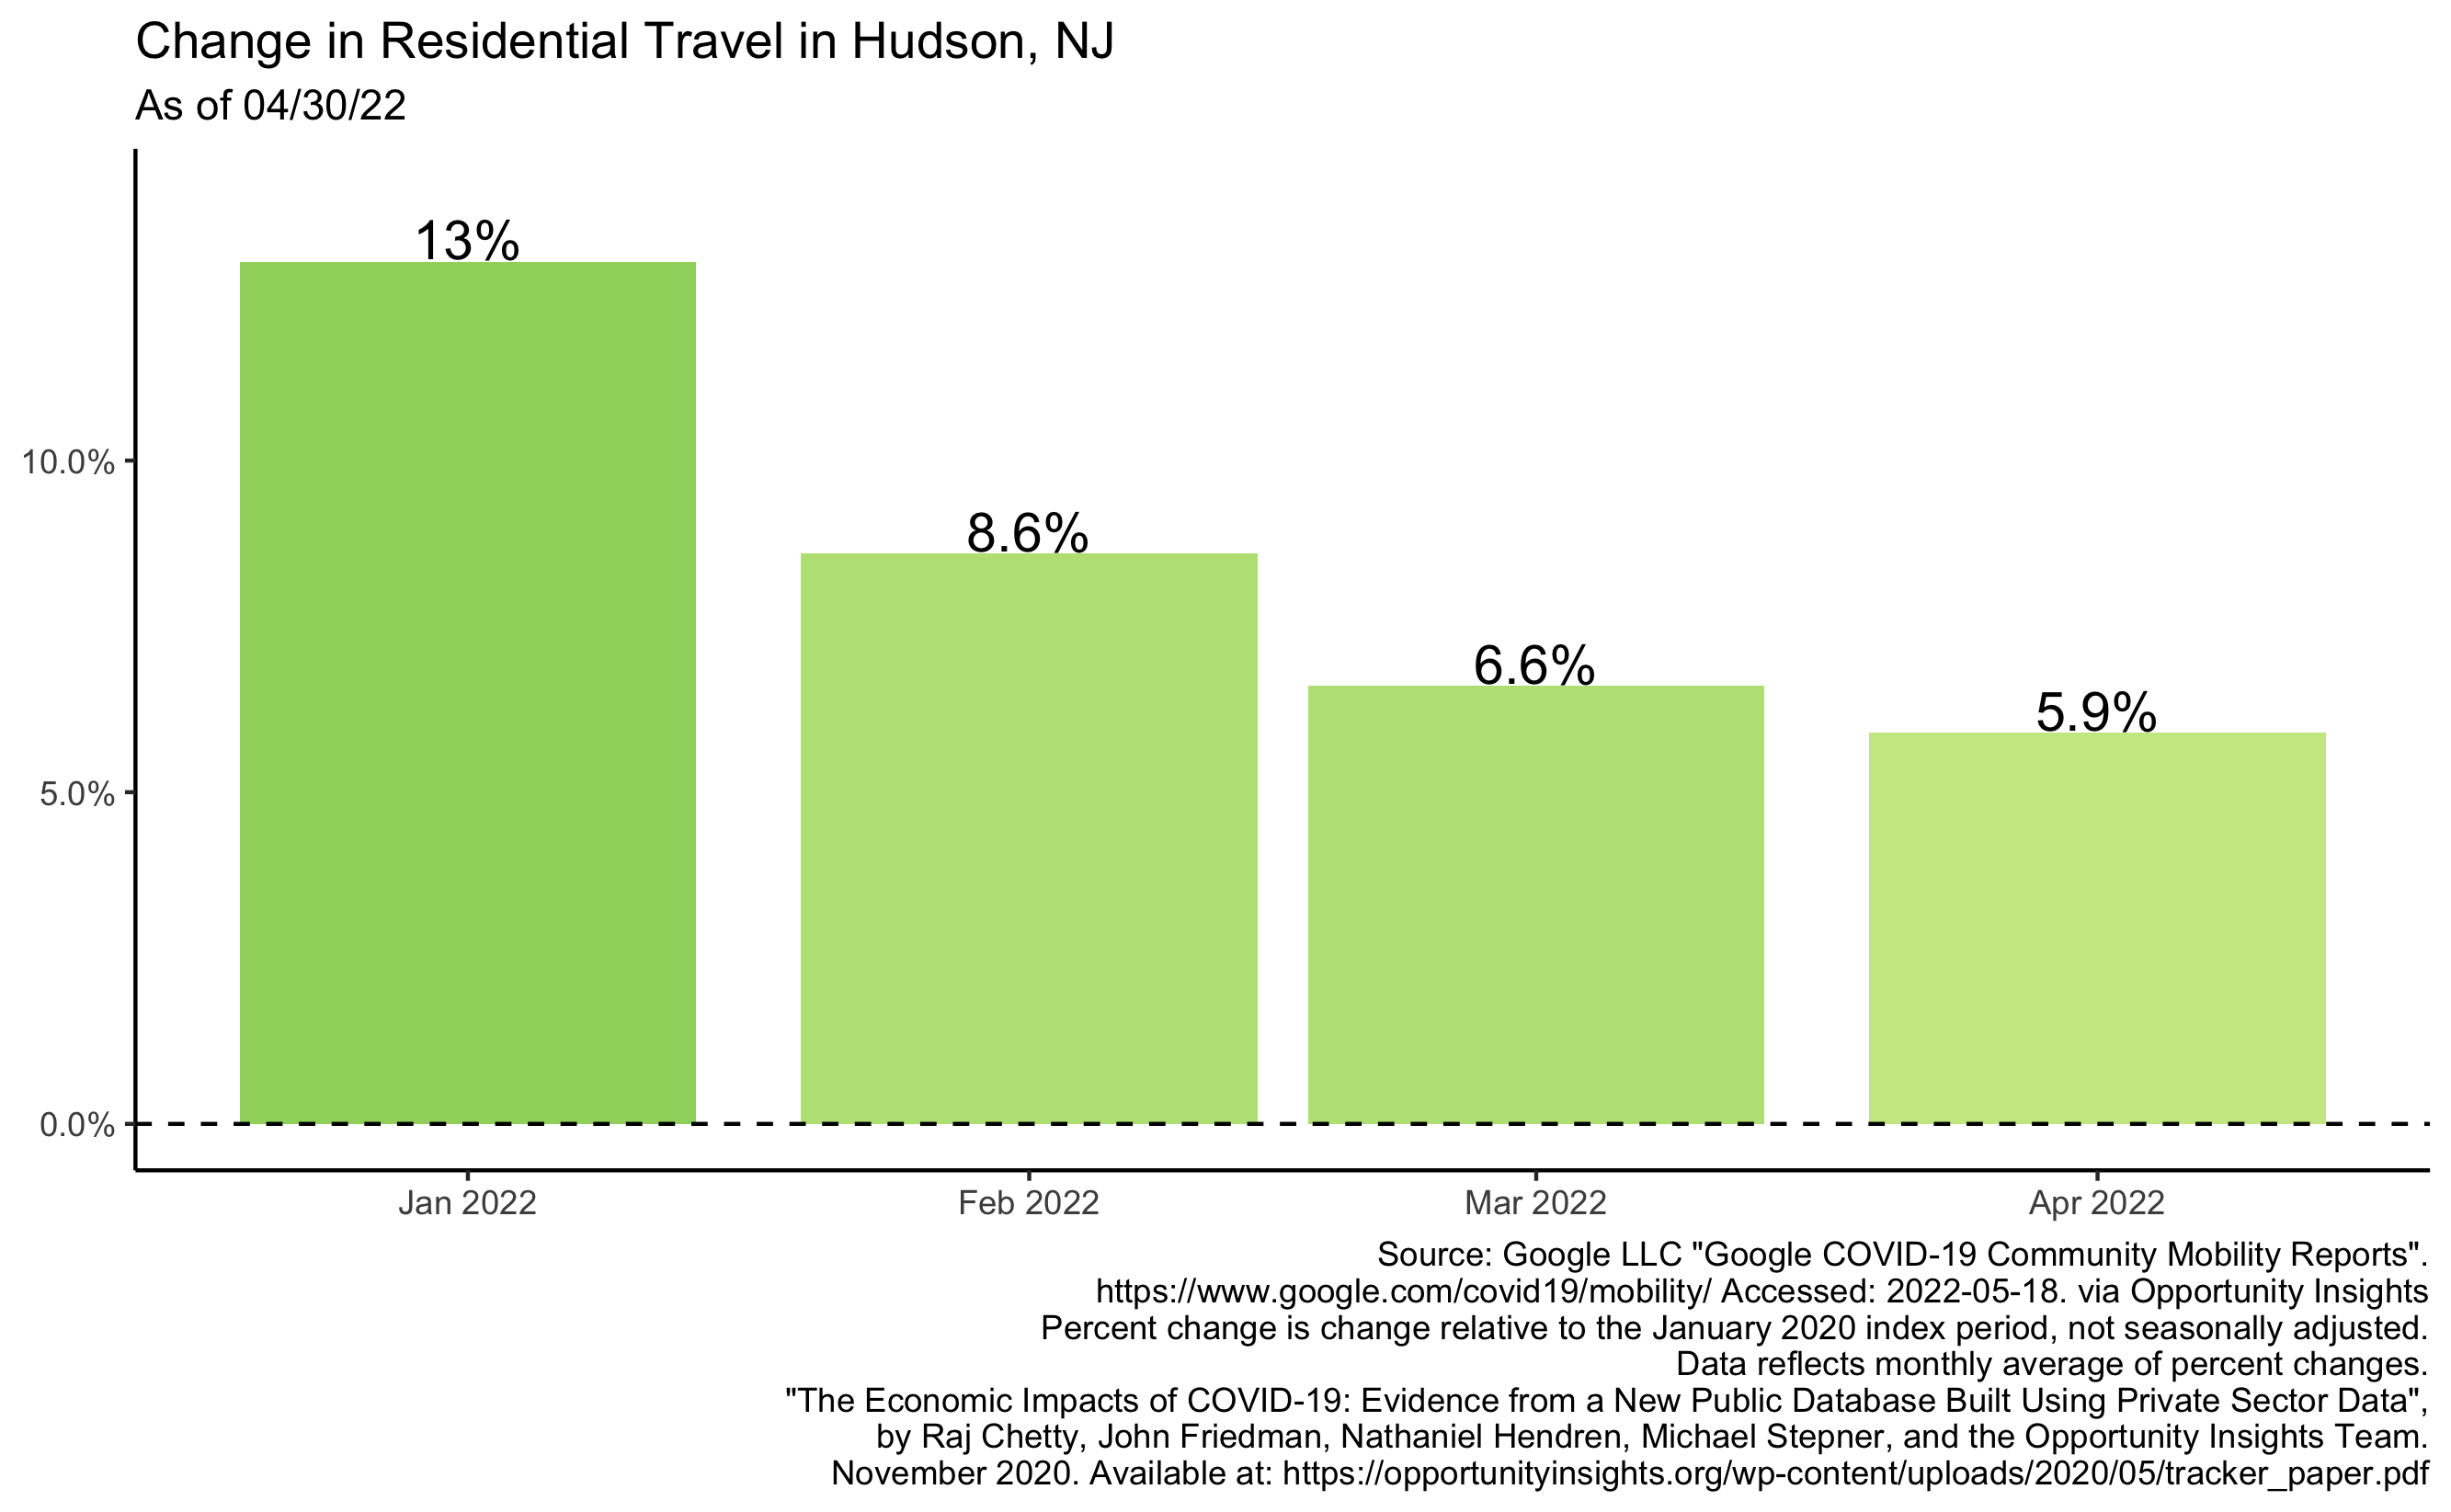 Change in Residential Travel in Hudson, NJ
As of 04/30/22
13%
8.6%
6.6%
5.9%
10.0%
5.0%
0.0%
Jan 2022
Feb 2022
Mar 2022
Apr 2022
Source: Google LLC "Google COVID-19 Community Mobility Reports".
https://www.google.com/covid19/mobility/ Accessed: 2022-05-18. via Opportunity Insights
Percent change is change relative to the January 2020 index period, not seasonally adjusted.
Data reflects monthly average of percent changes.
"The Economic Impacts of COVID-19: Evidence from a New Public Database Built Using Private Sector Data",
by Raj Chetty, John Friedman, Nathaniel Hendren, Michael Stepner, and the Opportunity Insights Team.
November 2020. Available at: https://opportunityinsights.org/wp-content/uploads/2020/05/tracker_paper.pdf